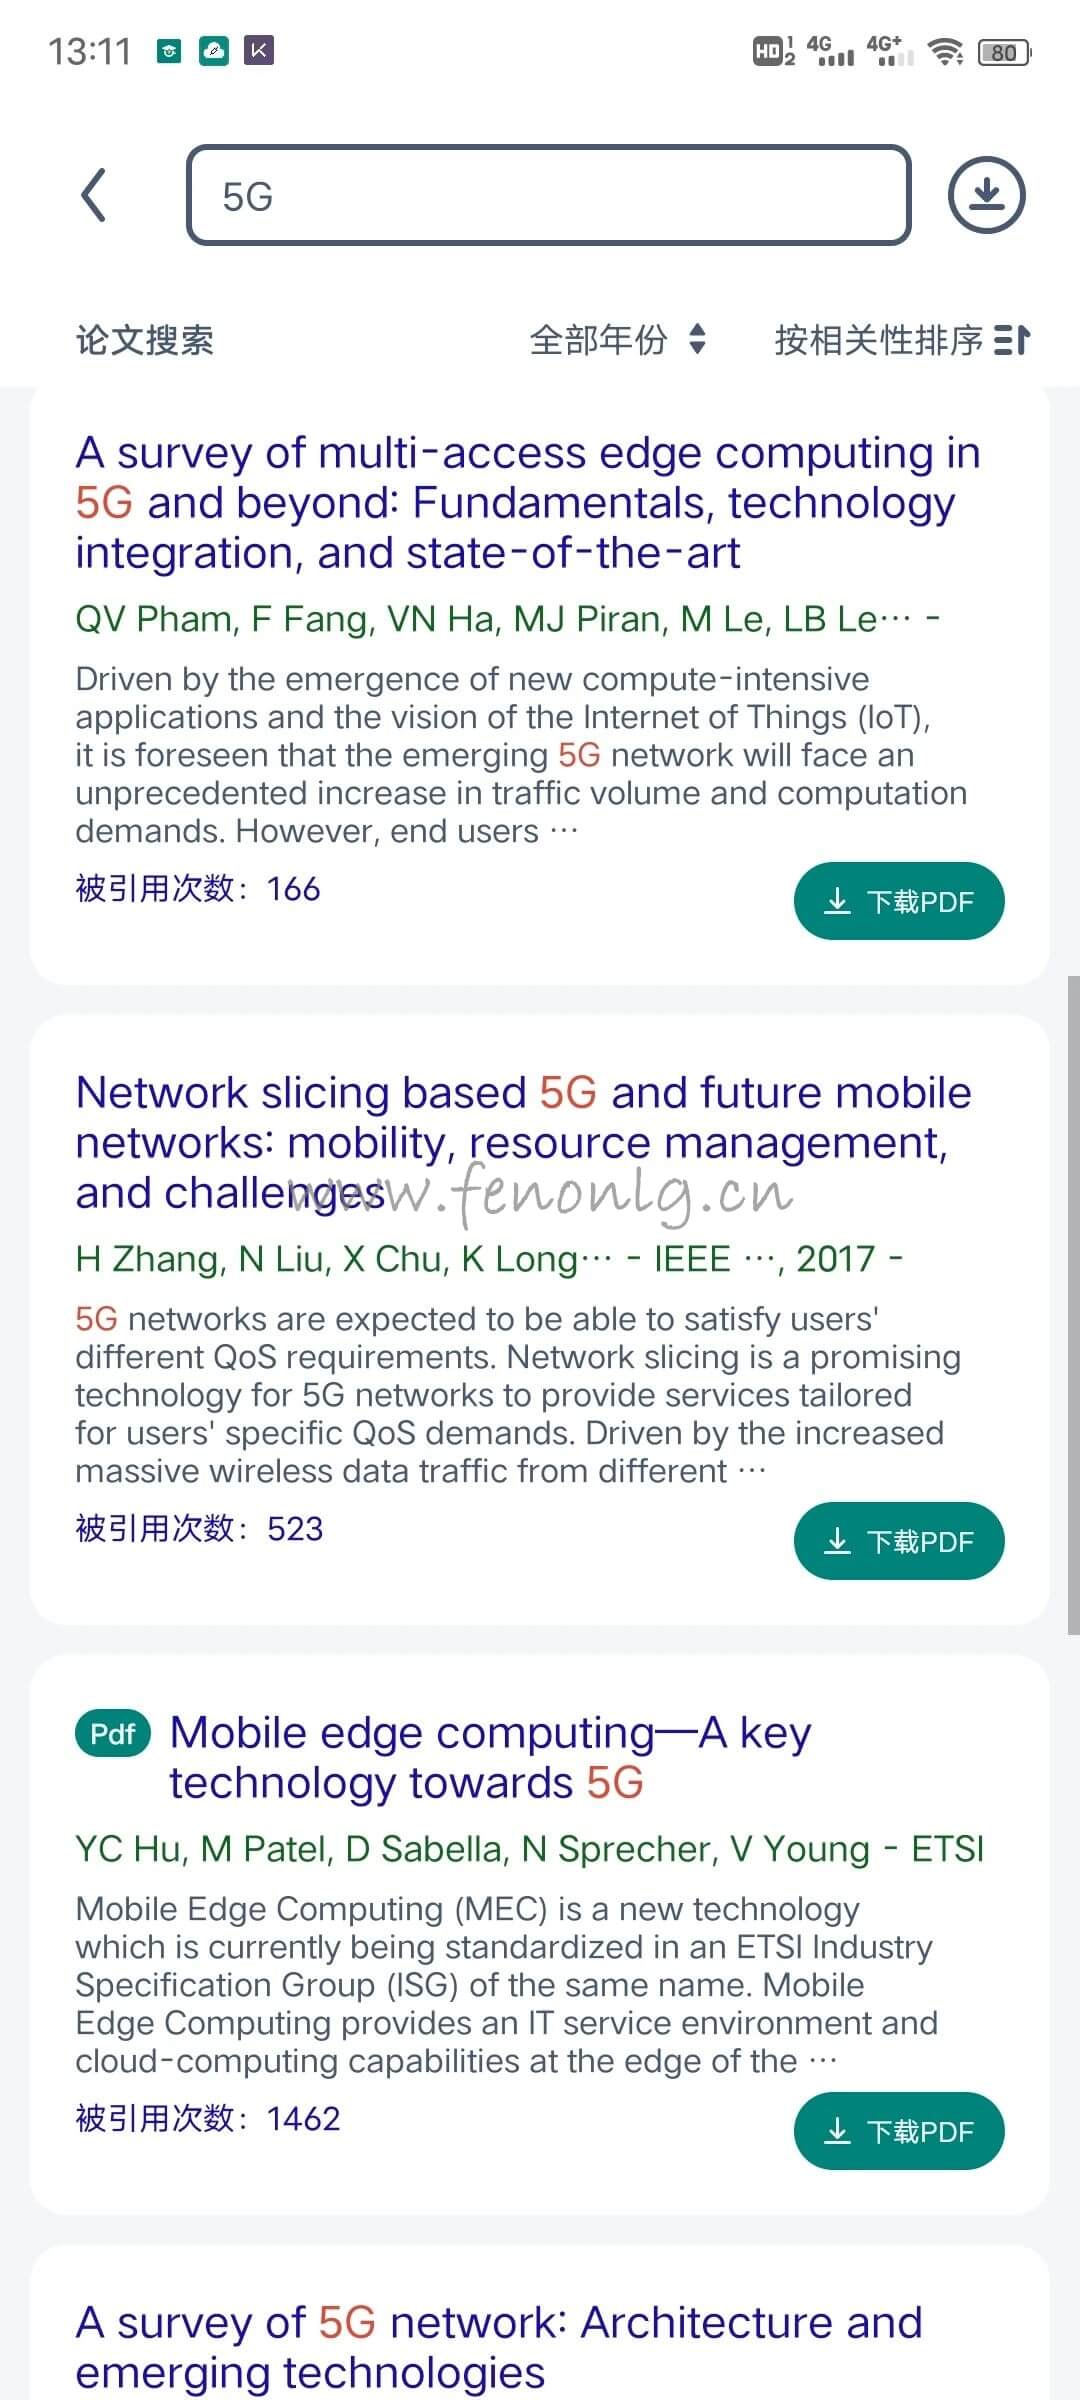 13:11
HD 1 2 4G 4G+ 80
5G
论文搜索 全部年份 按相关性排序
A survey of multi-access edge computing in
5G and beyond: Fundamentals, technology
integration, and state-of-the-art
QV Pham, F Fang, VN Ha, MJ Piran, M Le, LB Le… -
Driven by the emergence of new compute-intensive
applications and the vision of the Internet of Things (IoT),
it is foreseen that the emerging 5G network will face an
unprecedented increase in traffic volume and computation
demands. However, end users …
被引用次数：166
下载PDF
Network slicing based 5G and future mobile
networks: mobility, resource management,
and challenges
www.fenonlg.cn
H Zhang, N Liu, X Chu, K Long… - IEEE …, 2017 -
5G networks are expected to be able to satisfy users'
different QoS requirements. Network slicing is a promising
technology for 5G networks to provide services tailored
for users' specific QoS demands. Driven by the increased
massive wireless data traffic from different …
被引用次数：523
下载PDF
Pdf Mobile edge computing—A key
technology towards 5G
YC Hu, M Patel, D Sabella, N Sprecher, V Young - ETSI
Mobile Edge Computing (MEC) is a new technology
which is currently being standardized in an ETSI Industry
Specification Group (ISG) of the same name. Mobile
Edge Computing provides an IT service environment and
cloud-computing capabilities at the edge of the …
被引用次数：1462
下载PDF
A survey of 5G network: Architecture and
emerging technologies